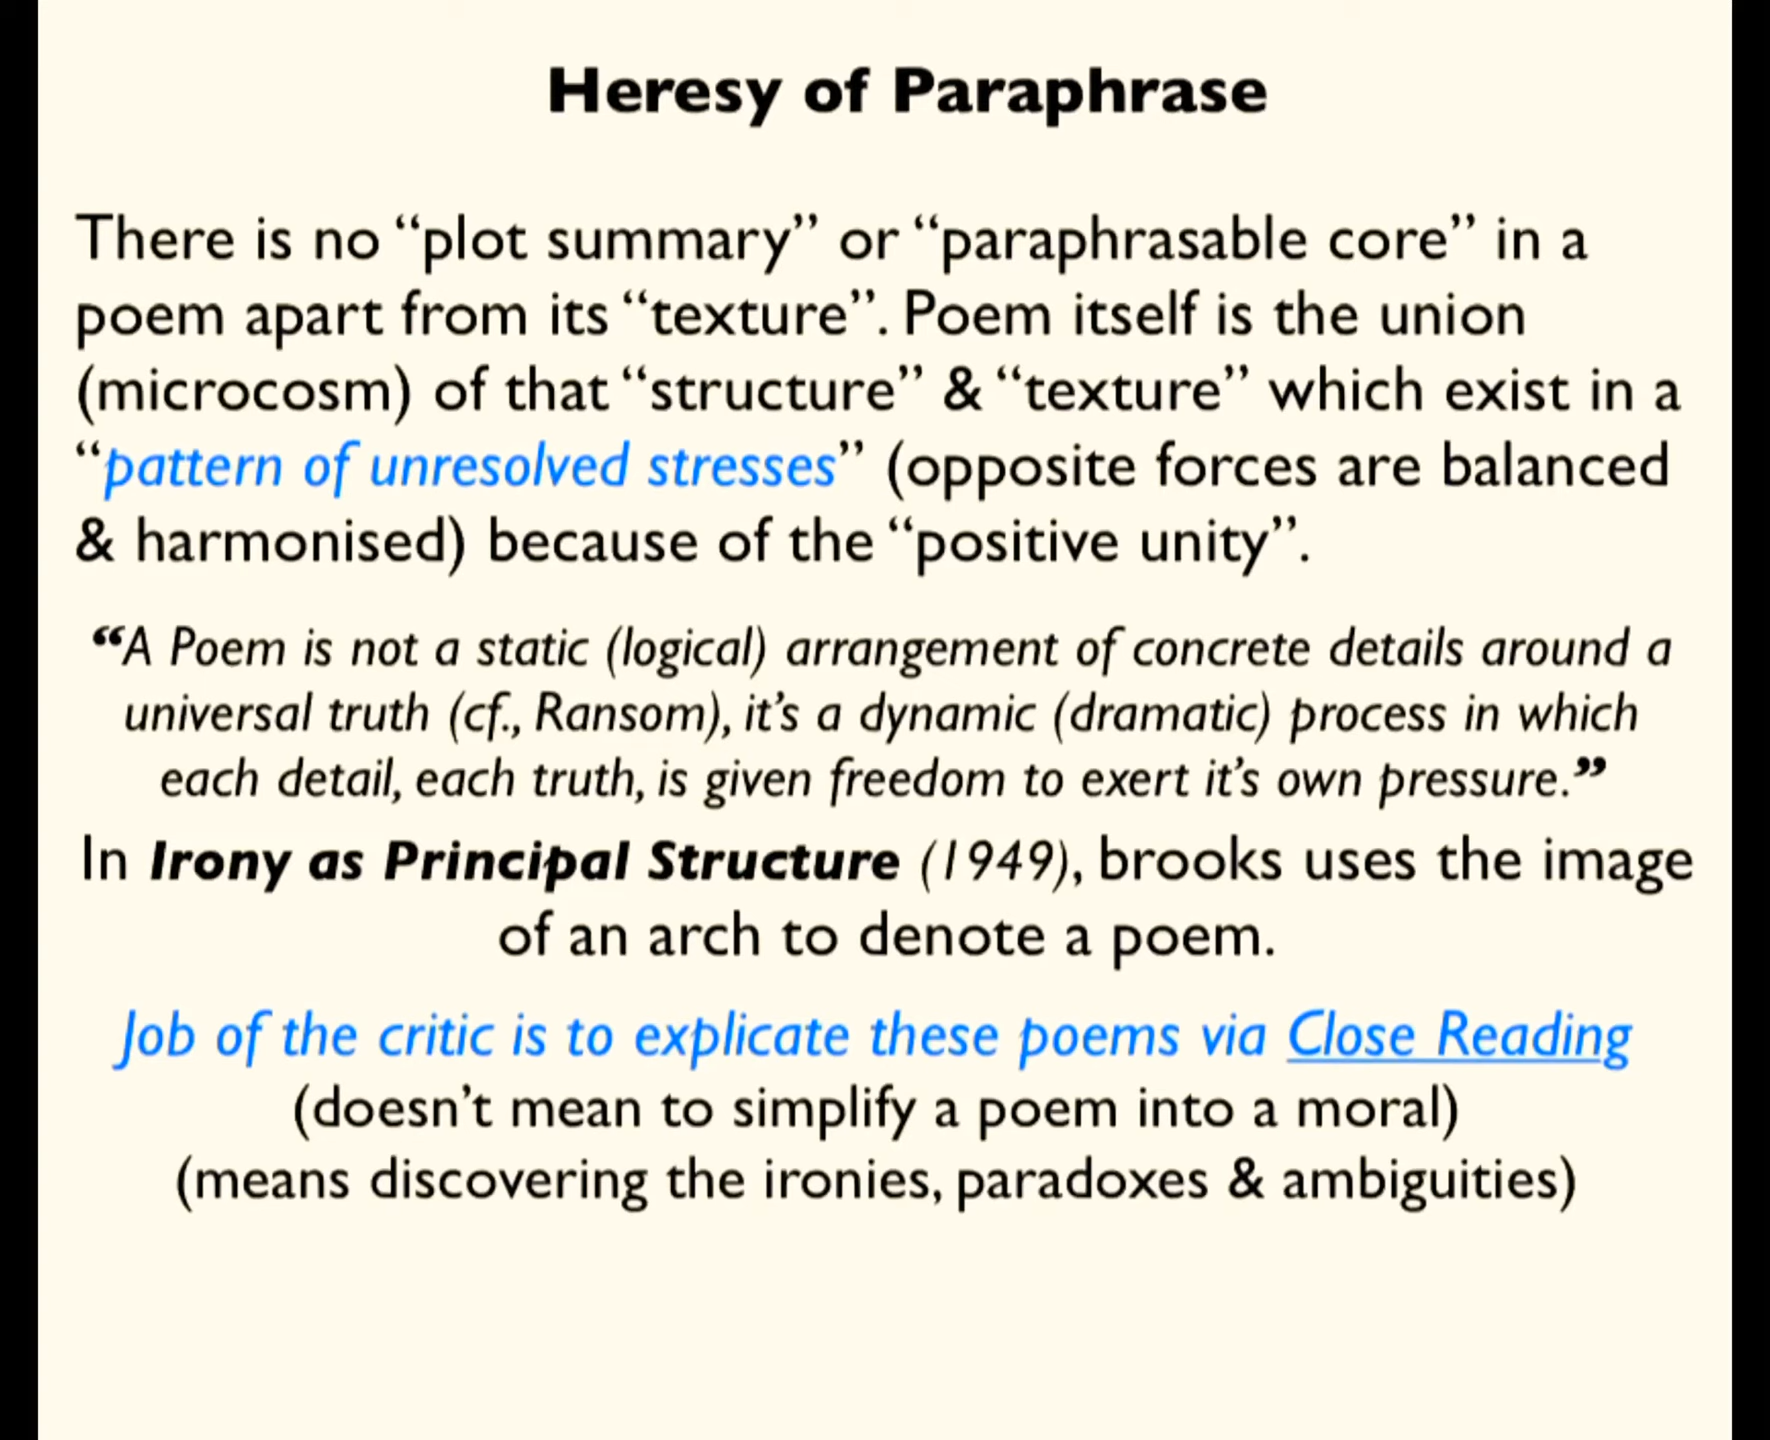 Heresy of Paraphrase
There is no “plot summary” or “paraphrasable core” in a
poem apart from its “texture”. Poem itself is the union
(microcosm) of that “structure” & “texture” which exist in a
“pattern of unresolved stresses” (opposite forces are balanced
& harmonised) because of the “positive unity”.
“A Poem is not a static (logical) arrangement of concrete details around a
universal truth (cf., Ransom), it’s a dynamic (dramatic) process in which
each detail, each truth, is given freedom to exert it’s own pressure.”
In Irony as Principal Structure (1949), brooks uses the image
of an arch to denote a poem.
Job of the critic is to explicate these poems via Close Reading
(doesn’t mean to simplify a poem into a moral)
(means discovering the ironies, paradoxes & ambiguities)